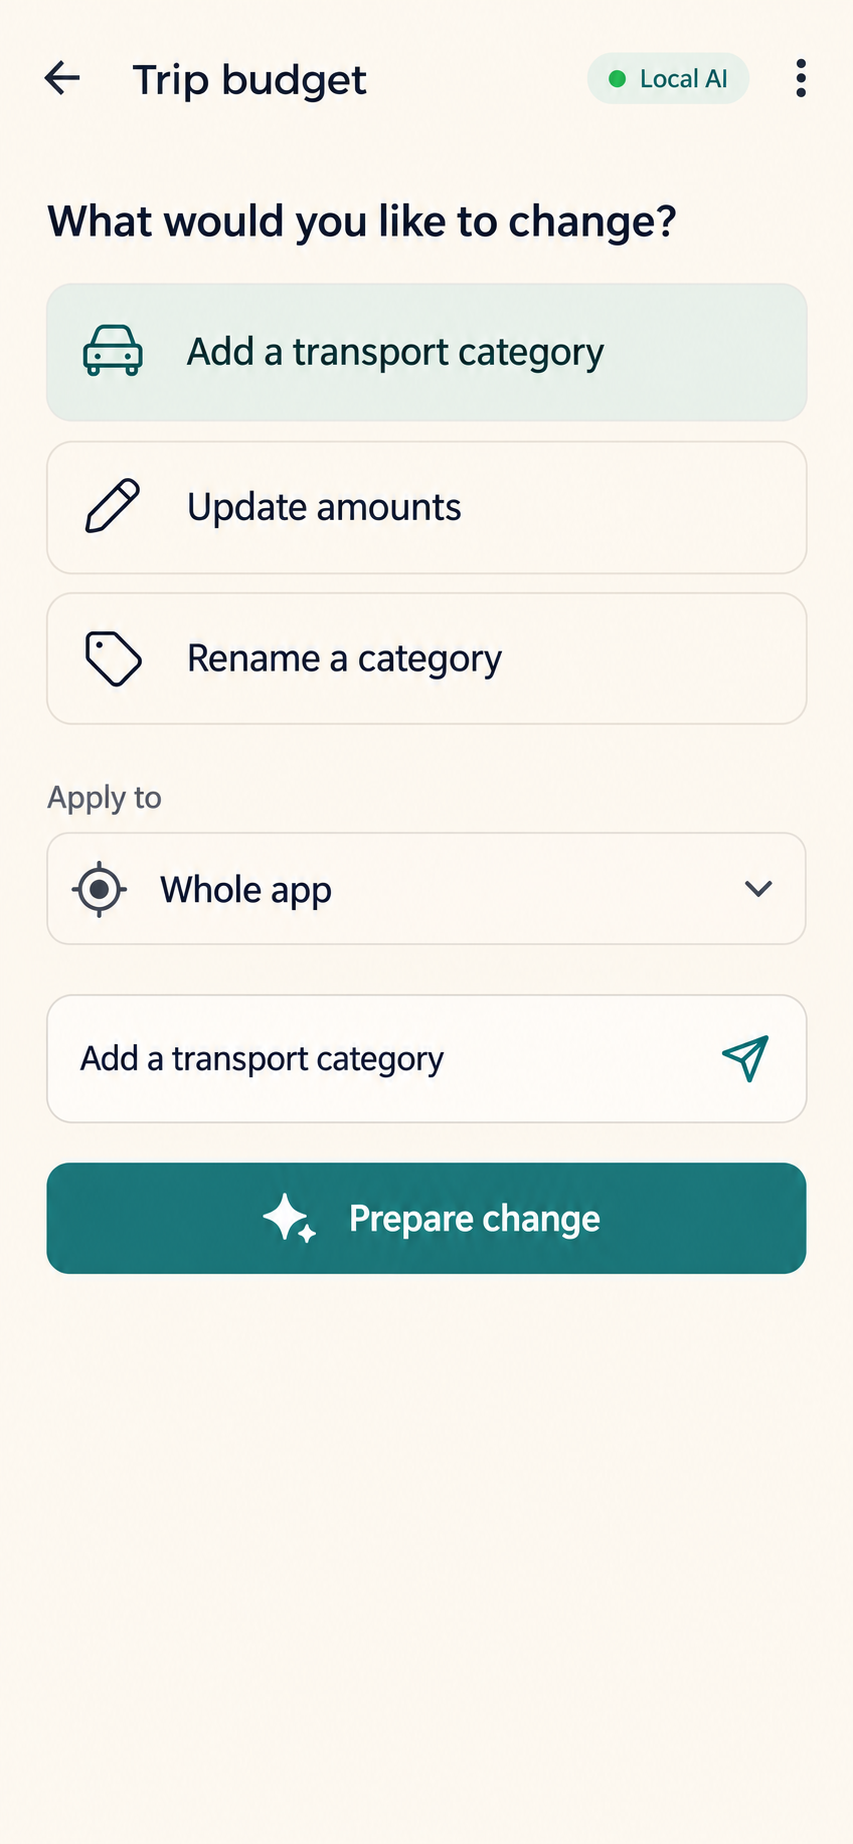 Trip budget
Local AI
What would you like to change?
Add a transport category
Update amounts
Rename a category
Apply to
Whole app
Add a transport category
Prepare change